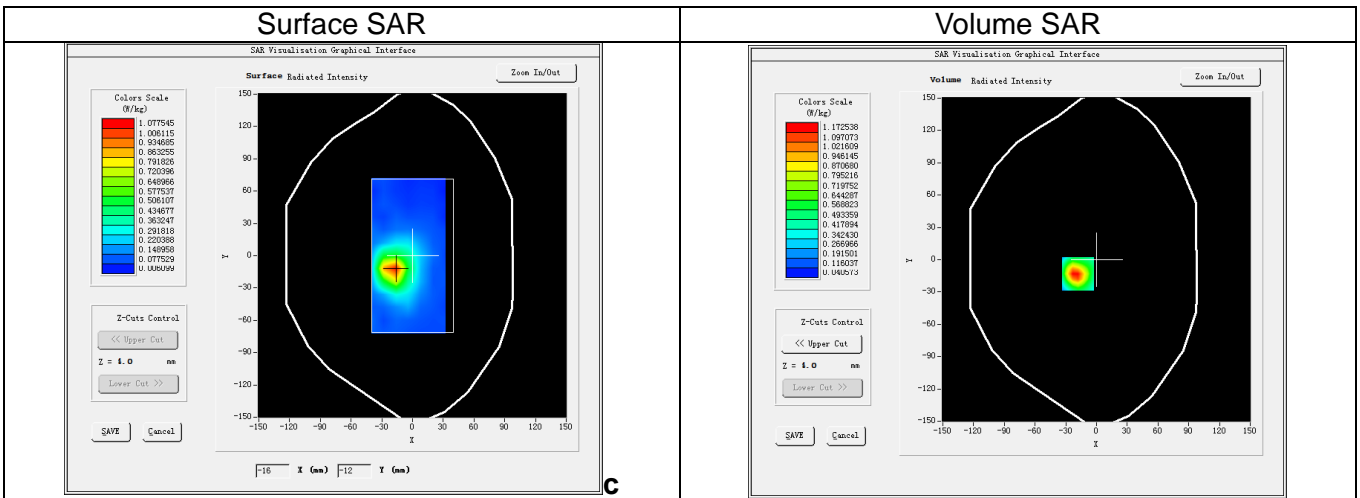 Surface SAR
SAR Visualisation Graphical Interface
Surface Radiated Intensity
Zoom In/Out
Colors Scale
(W/kg)
1.077545
1.006115
0.934685
0.863255
0.791826
0.720396
0.648966
0.577537
0.506107
0.434677
0.363247
0.291818
0.220388
0.148958
0.077529
0.006099
Z-Cuts Control
<< Upper Cut
Z = mm
Lower Cut >>
SAVE
Cancel
150
120
90
60
30
0
-30
-60
-90
-120
-150
Y
-150 -120 -90 -60 -30 0 30 60 90 120 150
X
-16 X (mm) -12 Y (mm)
c
Volume SAR
SAR Visualisation Graphical Interface
Volume Radiated Intensity
Zoom In/Out
Colors Scale
(W/kg)
1.172538
1.097073
1.021609
0.946145
0.870680
0.795216
0.719752
0.644287
0.568823
0.493359
0.417894
0.342430
0.266966
0.191501
0.116037
0.040573
Z-Cuts Control
<< Upper Cut
Z = mm
Lower Cut >>
SAVE
Cancel
150
120
90
60
30
0
-30
-60
-90
-120
-150
Y
-150 -120 -90 -60 -30 0 30 60 90 120 150
X